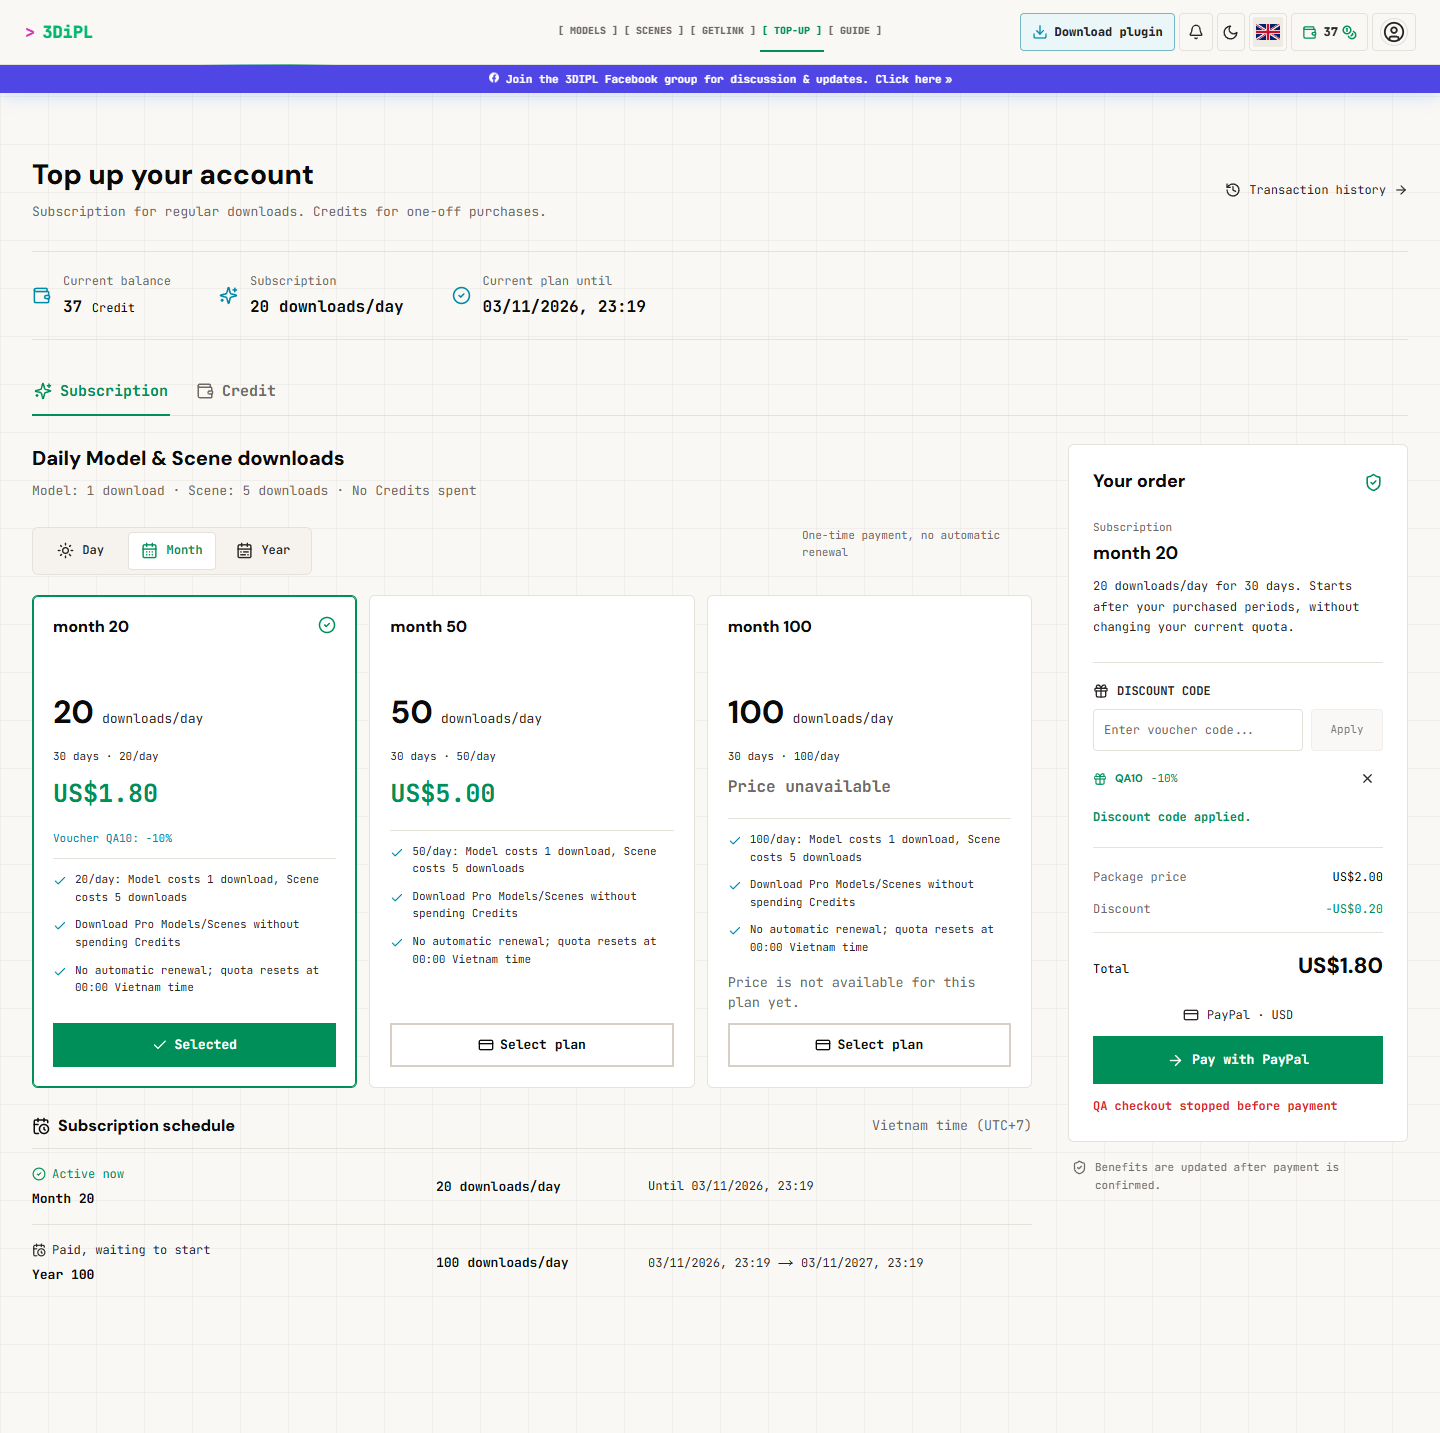 > 3DiPL
[ MODELS ] [ SCENES ] [ GETLINK ] [ TOP-UP ] [ GUIDE ]
Download plugin
37
Join the 3DIPL Facebook group for discussion & updates. Click here »
Top up your account
Subscription for regular downloads. Credits for one-off purchases.
Transaction history
Current balance
37 Credit
Subscription
20 downloads/day
Current plan until
03/11/2026, 23:19
Subscription
Credit
Daily Model & Scene downloads
Model: 1 download · Scene: 5 downloads · No Credits spent
Day
Month
Year
One-time payment, no automatic
renewal
month 20
20 downloads/day
30 days · 20/day
US$1.80
Voucher QA10: -10%
20/day: Model costs 1 download, Scene
costs 5 downloads
Download Pro Models/Scenes without
spending Credits
No automatic renewal; quota resets at
00:00 Vietnam time
Selected
month 50
50 downloads/day
30 days · 50/day
US$5.00
50/day: Model costs 1 download, Scene
costs 5 downloads
Download Pro Models/Scenes without
spending Credits
No automatic renewal; quota resets at
00:00 Vietnam time
Select plan
month 100
100 downloads/day
30 days · 100/day
Price unavailable
100/day: Model costs 1 download, Scene
costs 5 downloads
Download Pro Models/Scenes without
spending Credits
No automatic renewal; quota resets at
00:00 Vietnam time
Price is not available for this
plan yet.
Select plan
Your order
Subscription
month 20
20 downloads/day for 30 days. Starts
after your purchased periods, without
changing your current quota.
DISCOUNT CODE
Enter voucher code...
Apply
QA10 -10%
Discount code applied.
Package price US$2.00
Discount -US$0.20
Total US$1.80
PayPal · USD
Pay with PayPal
QA checkout stopped before payment
Benefits are updated after payment is
confirmed.
Subscription schedule
Vietnam time (UTC+7)
Active now
Month 20
20 downloads/day
Until 03/11/2026, 23:19
Paid, waiting to start
Year 100
100 downloads/day
03/11/2026, 23:19 → 03/11/2027, 23:19